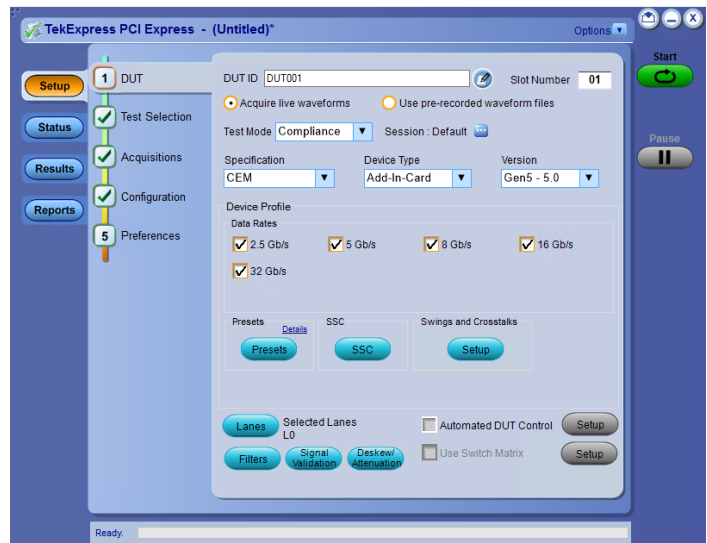 TekExpress PCI Express - (Untitled)*
Options
Start
Setup
1 DUT
DUT ID DUT001
Slot Number 01
Acquire live waveforms
Use pre-recorded waveform files
Status
Test Selection
Test Mode Compliance
Session : Default
Pause
Results
Acquisitions
Specification
Device Type
Version
CEM
Add-In-Card
Gen5 - 5.0
Reports
Configuration
Device Profile
Data Rates
5 Preferences
2.5 Gb/s
5 Gb/s
8 Gb/s
16 Gb/s
32 Gb/s
Presets
Details
SSC
Swings and Crosstalks
Presets
SSC
Setup
Lanes
Selected Lanes
L0
Automated DUT Control
Setup
Filters
Signal
Validation
Deskew/
Attenuation
Use Switch Matrix
Setup
Ready.